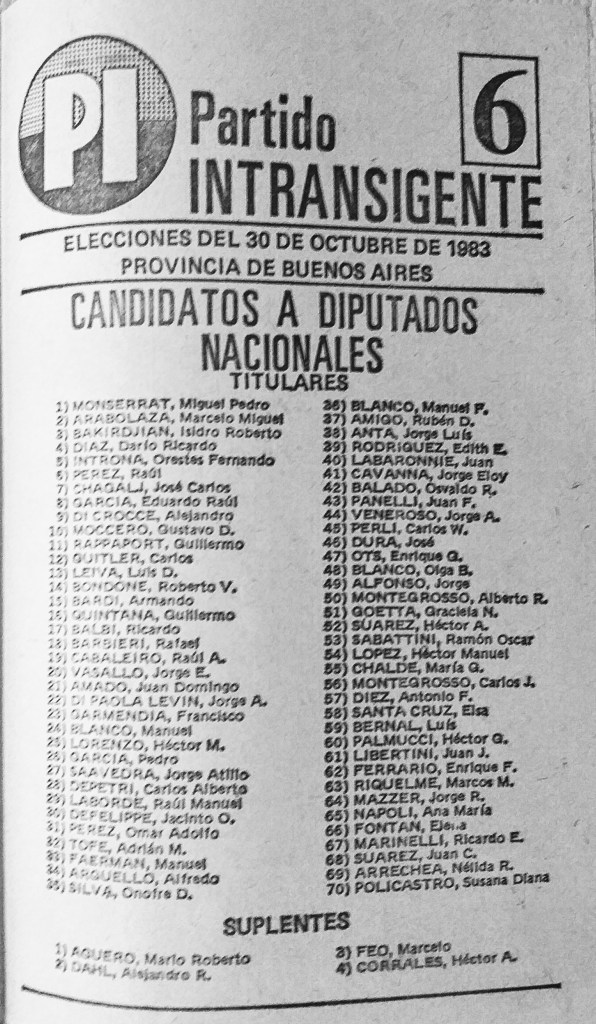 PI
Partido
6
INTRANSIGENTE
ELECCIONES DEL 30 DE OCTUBRE DE 1983
PROVINCIA DE BUENOS AIRES
CANDIDATOS A DIPUTADOS
NACIONALES
TITULARES
1) MONSERRAT, Miguel Pedro
2) ARABOLAZA, Marcelo Miguel
3) BAKIRDJIAN, Isidro Roberto
4) DIAZ, Darío Ricardo
5) INTRONA, Orestes Fernando
6) PEREZ, Raúl
7) CHAGALJ, José Carlos
8) GARCIA, Eduardo Raúl
9) DI CROCCE, Alejandro
10) MOCCERO, Gustavo D.
11) RAPPAPORT, Guillermo
12) GUITLER, Carlos
13) LEIVA, Luis D.
14) BONDONE, Roberto V.
15) BARDI, Armando
16) QUINTANA, Guillermo
17) BALBI, Ricardo
18) BARBIERI, Rafael
19) CABALEIRO, Raúl A.
20) VASALLO, Jorge E.
21) AMADO, Juan Domingo
22) DI PAOLA LEVIN, Jorge A.
23) GARMENDIA, Francisco
24) BLANCO, Manuel
25) LORENZO, Héctor M.
26) GARCIA, Pedro
27) SAAVEDRA, Jorge Atilio
28) DEPETRI, Carlos Alberto
29) LABORDE, Raúl Manuel
30) DEFELIPPE, Jacinto O.
31) PEREZ, Omar Adolfo
32) TOFE, Adrián M.
33) FAERMAN, Manuel
34) ARGUELLO, Alfredo
35) SILVA, Onofre D.
36) BLANCO, Manuel F.
37) AMIGO, Rubén D.
38) ANTA, Jorge Luis
39) RODRIGUEZ, Edith E.
40) LABARONNIE, Juan
41) CAVANNA, Jorge Eloy
42) BALADO, Osvaldo R.
43) PANELLI, Juan F.
44) VENEROSO, Jorge A.
45) PERLI, Carlos W.
46) DURA, José
47) OTS, Enrique G.
48) BLANCO, Olga B.
49) ALFONSO, Jorge
50) MONTEGROSSO, Alberto R.
51) GOETTA, Graciela N.
52) SUAREZ, Héctor A.
53) SABATTINI, Ramón Oscar
54) LOPEZ, Héctor Manuel
55) CHALDE, María G.
56) MONTEGROSSO, Carlos J.
57) DIEZ, Antonio F.
58) SANTA CRUZ, Elsa
59) BERNAL, Luis
60) PALMUCCI, Héctor G.
61) LIBERTINI, Juan J.
62) FERRARIO, Enrique F.
63) RIQUELME, Marcos M.
64) MAZZER, Jorge R.
65) NAPOLI, Ana María
66) FONTAN, Elena
67) MARINELLI, Ricardo E.
68) SUAREZ, Juan C.
69) ARRECHEA, Nélida R.
70) POLICASTRO, Susana Diana
SUPLENTES
1) AGUERO, Mario Roberto
2) DAHL, Alejandro R.
3) FEO, Marcelo
4) CORRALES, Héctor A.